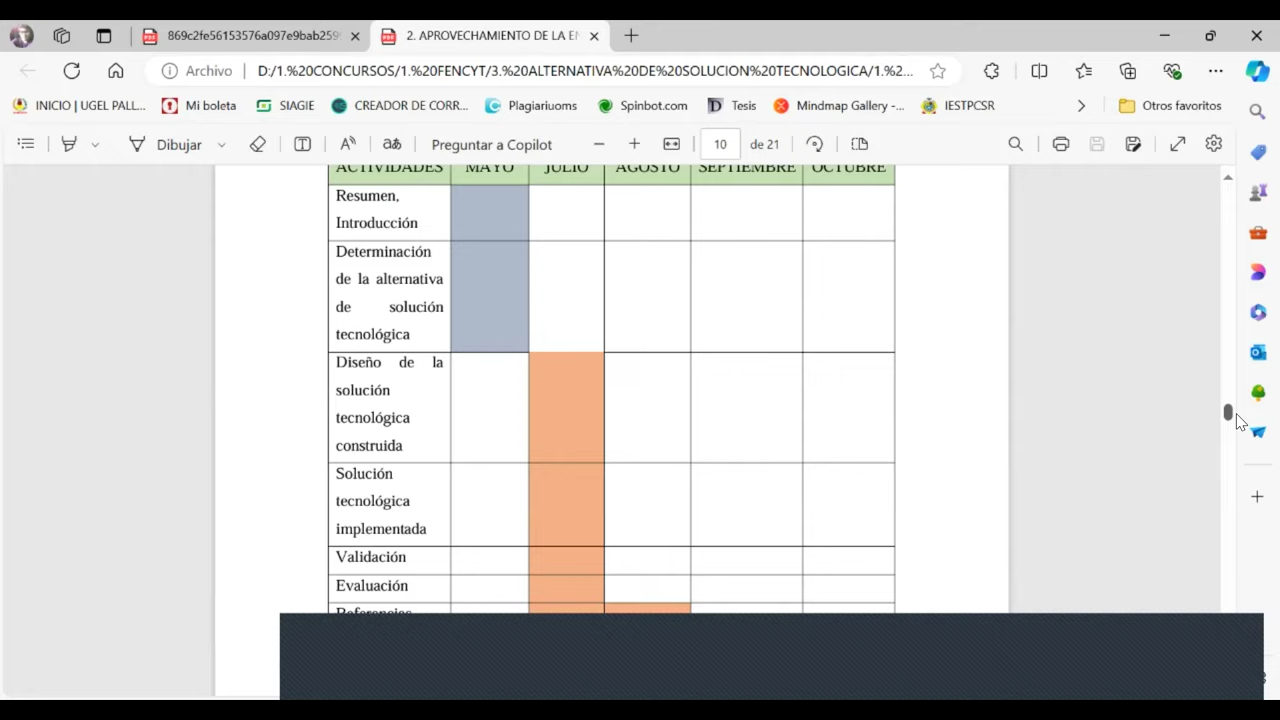 869c2fe56153576a097e9bab259
2. APROVECHAMIENTO DE LA EN
Archivo
D:/1.%20CONCURSOS/1.%20FENCYT/3.%20ALTERNATIVA%20DE%20SOLUCION%20TECNOLOGICA/1.%2...
INICIO | UGEL PALL...
Mi boleta
SIAGIE
CREADOR DE CORR...
Plagiariuoms
Spinbot.com
Tesis
Mindmap Gallery -...
IESTPCSR
Otros favoritos
Dibujar
Preguntar a Copilot
10 de 21
ACTIVIDADES MAYO JULIO AGOSTO SEPTIEMBRE OCTUBRE
Resumen,
Introducción
Determinación
de la alternativa
de solución
tecnológica
Diseño de la
solución
tecnológica
construida
Solución
tecnológica
implementada
Validación
Evaluación
Referencias